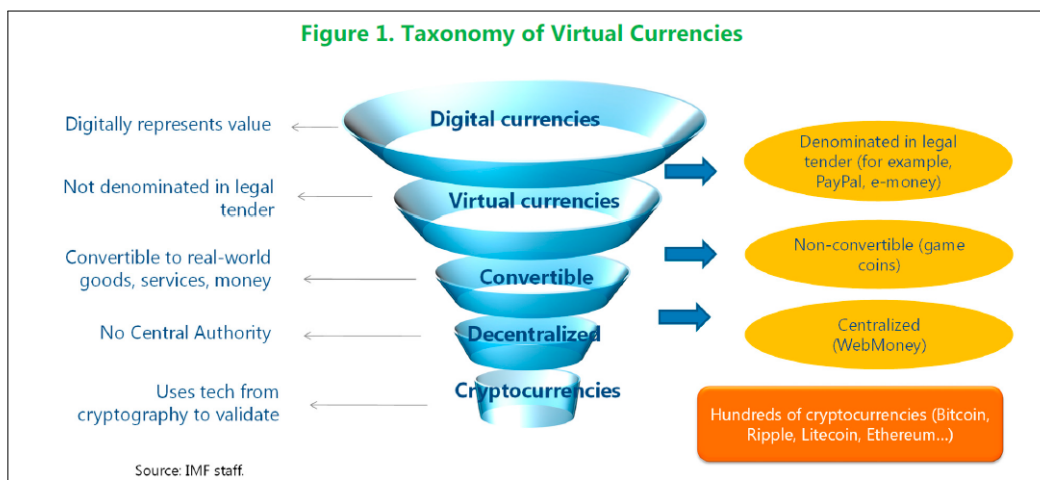 Figure 1. Taxonomy of Virtual Currencies
Digitally represents value
Digital currencies
Denominated in legal
tender (for example,
PayPal, e-money)
Not denominated in legal
tender
Virtual currencies
Convertible to real-world
goods, services, money
Convertible
Non-convertible (game
coins)
No Central Authority
Decentralized
Centralized
(WebMoney)
Uses tech from
cryptography to validate
Cryptocurrencies
Hundreds of cryptocurrencies (Bitcoin,
Ripple, Litecoin, Ethereum...)
Source: IMF staff.